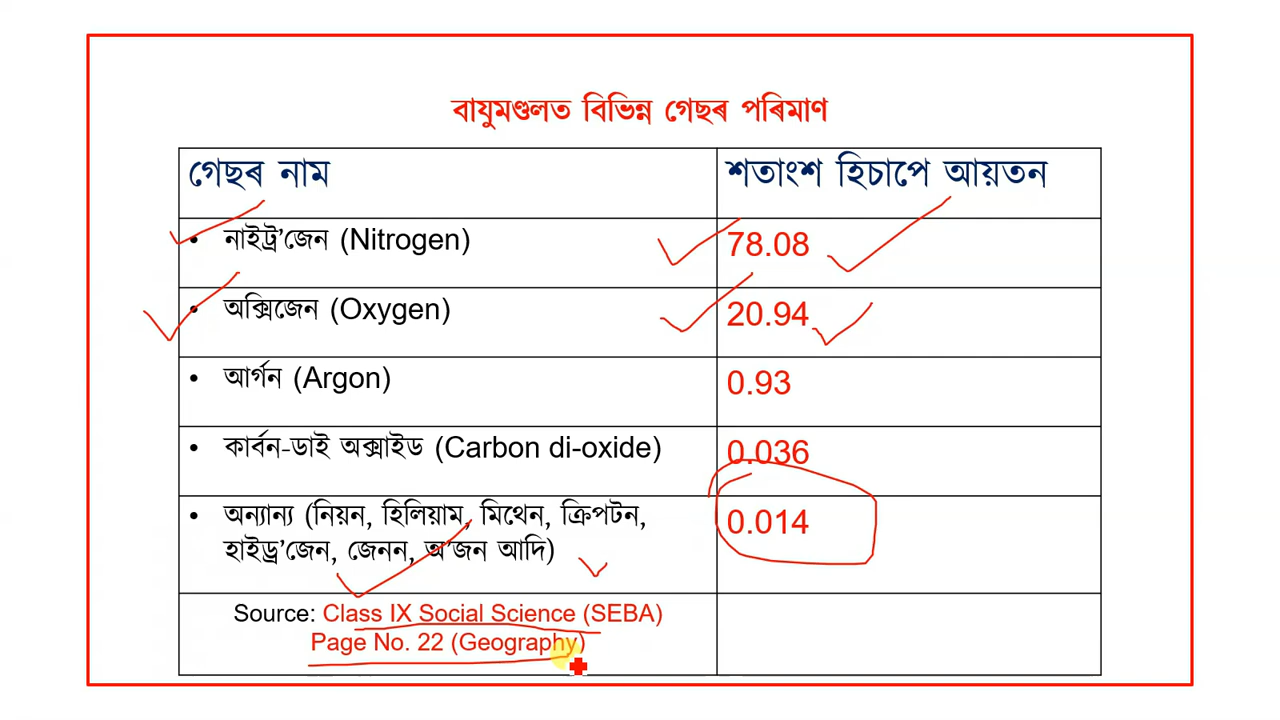 বায়ুমণ্ডলত বিভিন্ন গেছৰ পৰিমাণ
গেছৰ নাম শতাংশ হিচাপে আয়তন
• নাইট্ৰ'জেন (Nitrogen) 78.08
• অক্সিজেন (Oxygen) 20.94
• আৰ্গন (Argon) 0.93
• কাৰ্বন-ডাই অক্সাইড (Carbon di-oxide) 0.036
• অন্যান্য (নিয়ন, হিলিয়াম, মিথেন, ক্ৰিপটন, 0.014
হাইড্ৰ'জেন, জেনন, অ'জন আদি)
Source: Class IX Social Science (SEBA)
Page No. 22 (Geography)